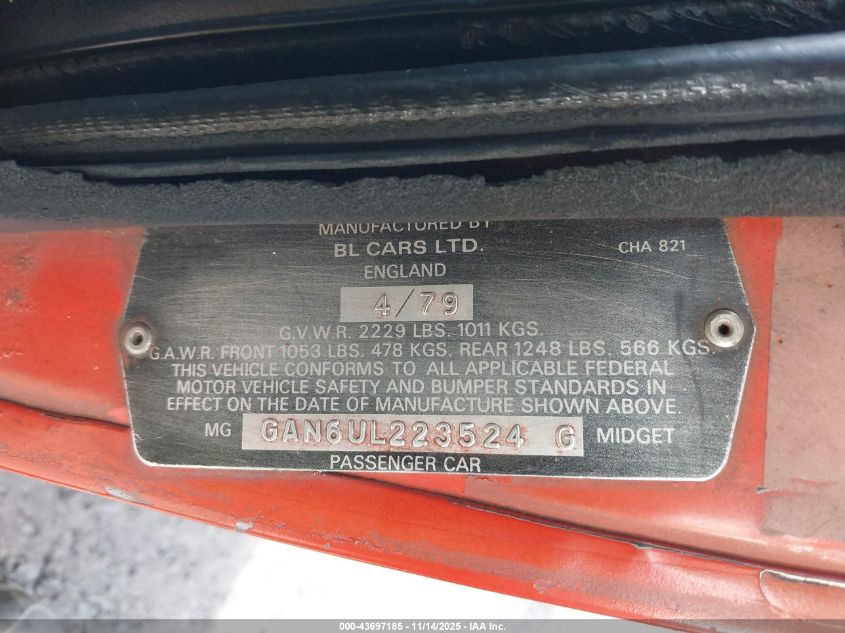 MANUFACTURED BY
BL CARS LTD.
CHA 821
ENGLAND
4/79
G.V.W.R. 2229 LBS. 1011 KGS.
G.A.W.R. FRONT 1053 LBS. 478 KGS. REAR 1248 LBS. 566 KGS.
THIS VEHICLE CONFORMS TO ALL APPLICABLE FEDERAL
MOTOR VEHICLE SAFETY AND BUMPER STANDARDS IN
EFFECT ON THE DATE OF MANUFACTURE SHOWN ABOVE.
MG GAN6UL223524 G MIDGET
PASSENGER CAR
000-43697185 - 11/14/2025 - IAA Inc.